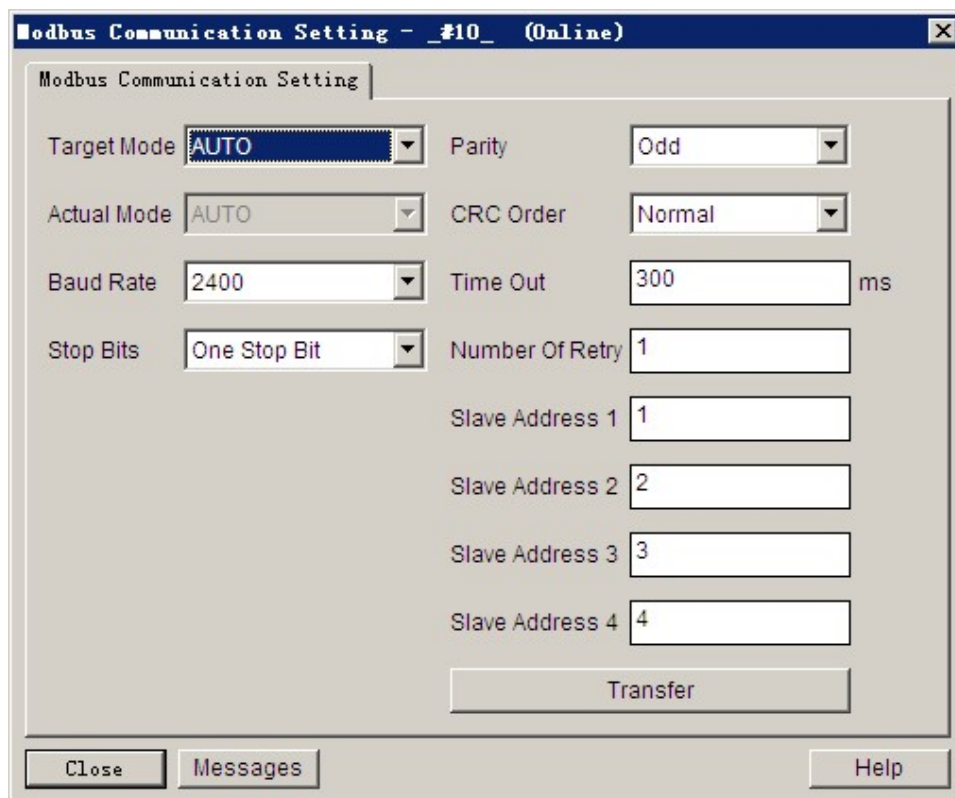 Modbus Communication Setting - _#10_ (Online)
Modbus Communication Setting
Target Mode AUTO Parity Odd
Actual Mode AUTO CRC Order Normal
Baud Rate 2400 Time Out 300 ms
Stop Bits One Stop Bit Number Of Retry 1
Slave Address 1 1
Slave Address 2 2
Slave Address 3 3
Slave Address 4 4
Transfer
Close Messages Help